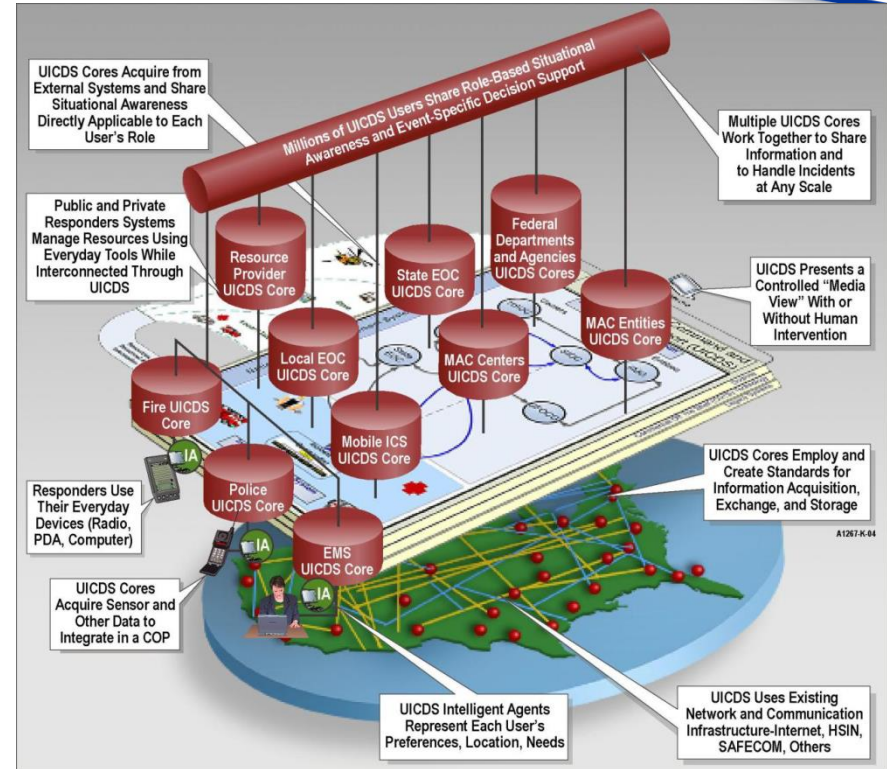 UICDS Cores Acquire from
External Systems and Share
Situational Awareness
Directly Applicable to Each
User's Role
Millions of UICDS Users Share Role-Based Situational
Awareness and Event-Specific Decision Support
Multiple UICDS Cores
Work Together to Share
Information and
to Handle Incidents
at Any Scale
Public and Private
Responders Systems
Manage Resources Using
Everyday Tools While
Interconnected Through
UICDS
Resource
Provider
UICDS Core
State EOC
UICDS Core
Federal
Departments
and Agencies
UICDS Cores
UICDS Presents a
Controlled “Media
View” With or
Without Human
Intervention
Local EOC
UICDS Core
MAC Centers
UICDS Core
MAC Entities
UICDS Core
State
EOC
Fire UICDS
Core
Mobile ICS
UICDS Core
IA
Police
UICDS Core
Responders Use
Their Everyday
Devices (Radio,
PDA, Computer)
EMS
UICDS Core
IA
IA
UICDS Cores Employ and
Create Standards for
Information Acquisition,
Exchange, and Storage
A1267-K-04
UICDS Cores
Acquire Sensor and
Other Data to
Integrate in a COP
UICDS Intelligent Agents
Represent Each User's
Preferences, Location, Needs
UICDS Uses Existing
Network and Communication
Infrastructure-Internet, HSIN,
SAFECOM, Others